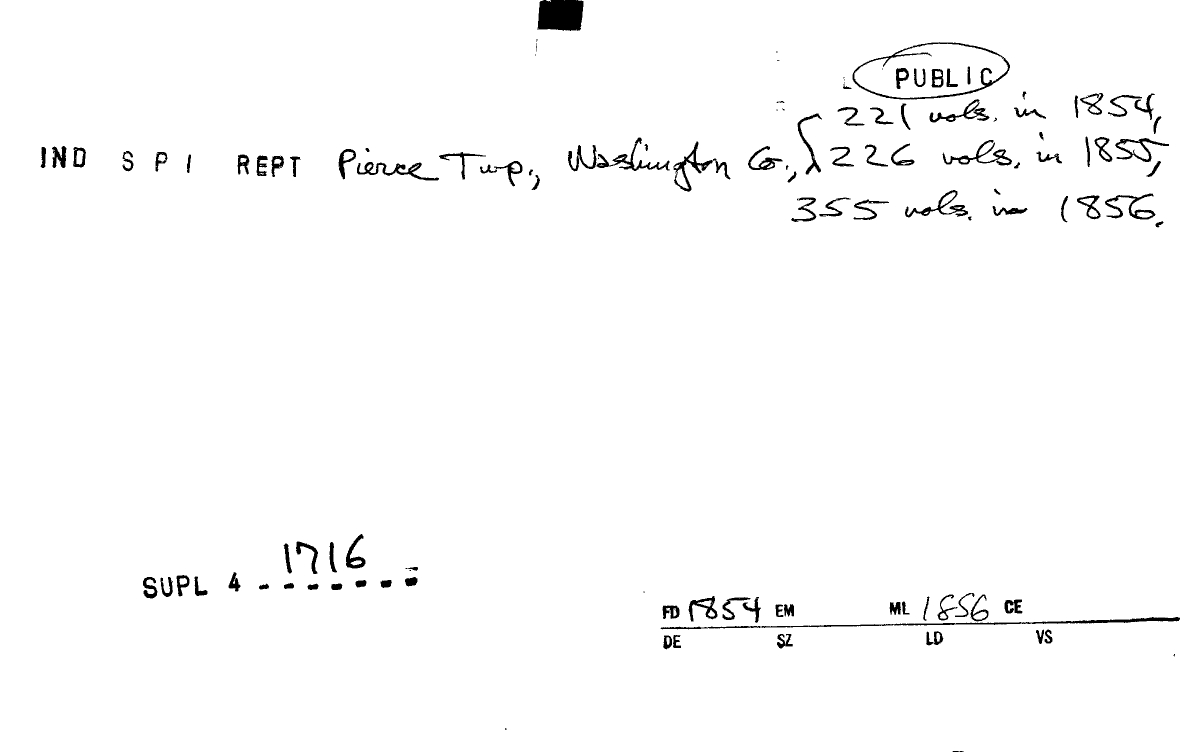 PUBLIC
221 vols. in 1854,
IND S P I REPT Pierce Twp., Washington Co., 226 vols. in 1855,
355 vols. in 1856.
SUPL 4 1716
FD 1854 EM ML 1856 CE
DE SZ LD VS